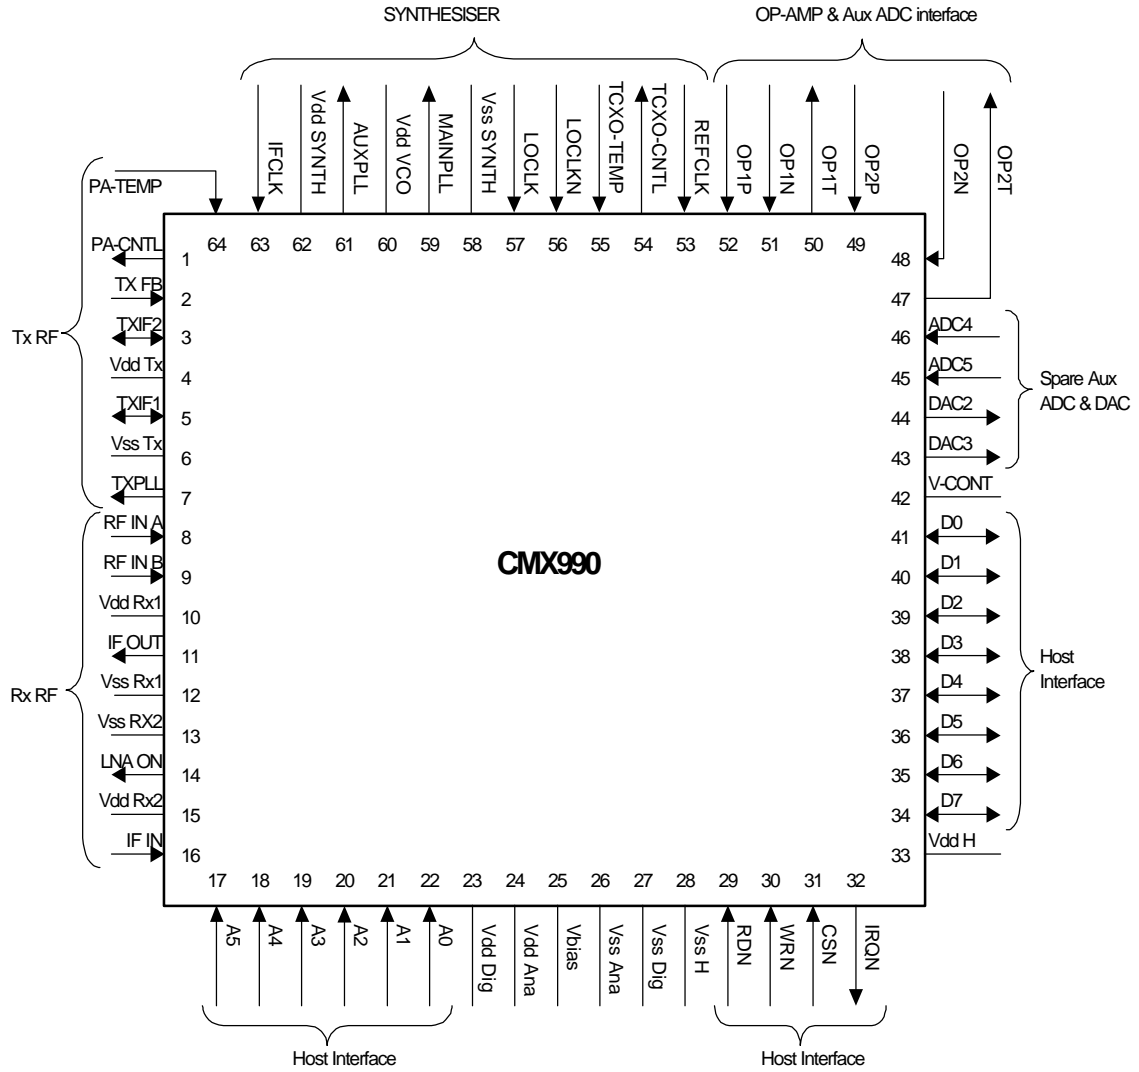 SYNTHESISER
OP-AMP & Aux ADC interface
IFCLK
Vdd SYNTH
AUXPLL
Vdd VCO
MAINPLL
Vss SYNTH
LOCLK
LOCLKN
TCXO-TEMP
TCXO-CNTL
REFCLK
OP1P
OP1N
OP1T
OP2P
OP2N
OP2T
PA-TEMP
64 63 62 61 60 59 58 57 56 55 54 53 52 51 50 49
PA-CNTL 1
TX FB 2
TXIF2 3
Vdd Tx 4
TXIF1 5
Vss Tx 6
TXPLL 7
RF IN A 8
RF IN B 9
Vdd Rx1 10
IF OUT 11
Vss Rx1 12
Vss RX2 13
LNA ON 14
Vdd Rx2 15
IF IN 16
Tx RF
Rx RF
CMX990
48
47
46 ADC4
45 ADC5
44 DAC2
43 DAC3
42 V-CONT
41 D0
40 D1
39 D2
38 D3
37 D4
36 D5
35 D6
34 D7
33 Vdd H
Spare Aux
ADC & DAC
Host
Interface
17 18 19 20 21 22 23 24 25 26 27 28 29 30 31 32
A5
A4
A3
A2
A1
A0
Vdd Dig
Vdd Ana
Vbias
Vss Ana
Vss Dig
Vss H
RDN
WRN
CSN
IRQN
Host Interface
Host Interface